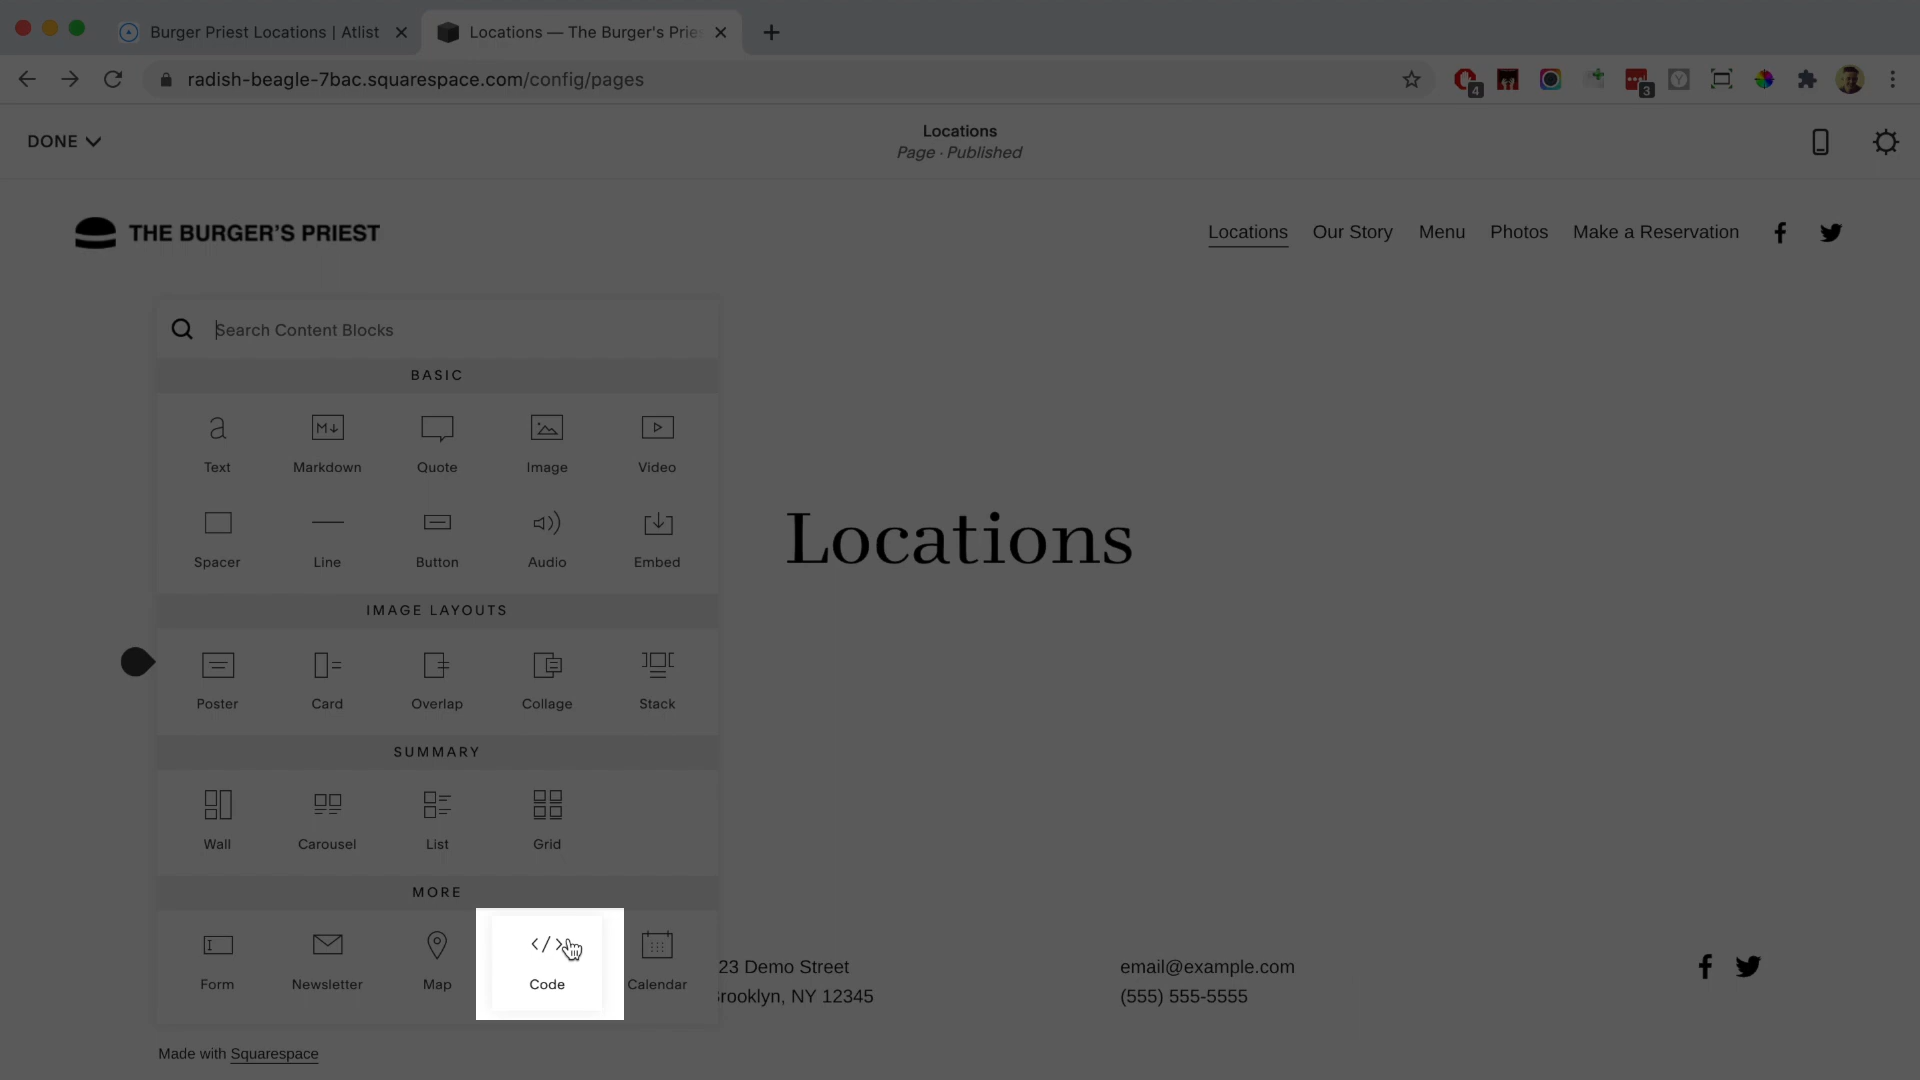 Burger Priest Locations | Atlist
Locations — The Burger's Pries
radish-beagle-7bac.squarespace.com/config/pages
4
3
DONE
Locations
Page · Published
THE BURGER'S PRIEST
Locations
Our Story
Menu
Photos
Make a Reservation
Search Content Blocks
BASIC
Text
Markdown
Quote
Image
Video
Spacer
Line
Button
Audio
Embed
Locations
IMAGE LAYOUTS
Poster
Card
Overlap
Collage
Stack
SUMMARY
Wall
Carousel
List
Grid
MORE
Form
Newsletter
Map
Code
Calendar
23 Demo Street
rooklyn, NY 12345
email@example.com
(555) 555-5555
Made with Squarespace